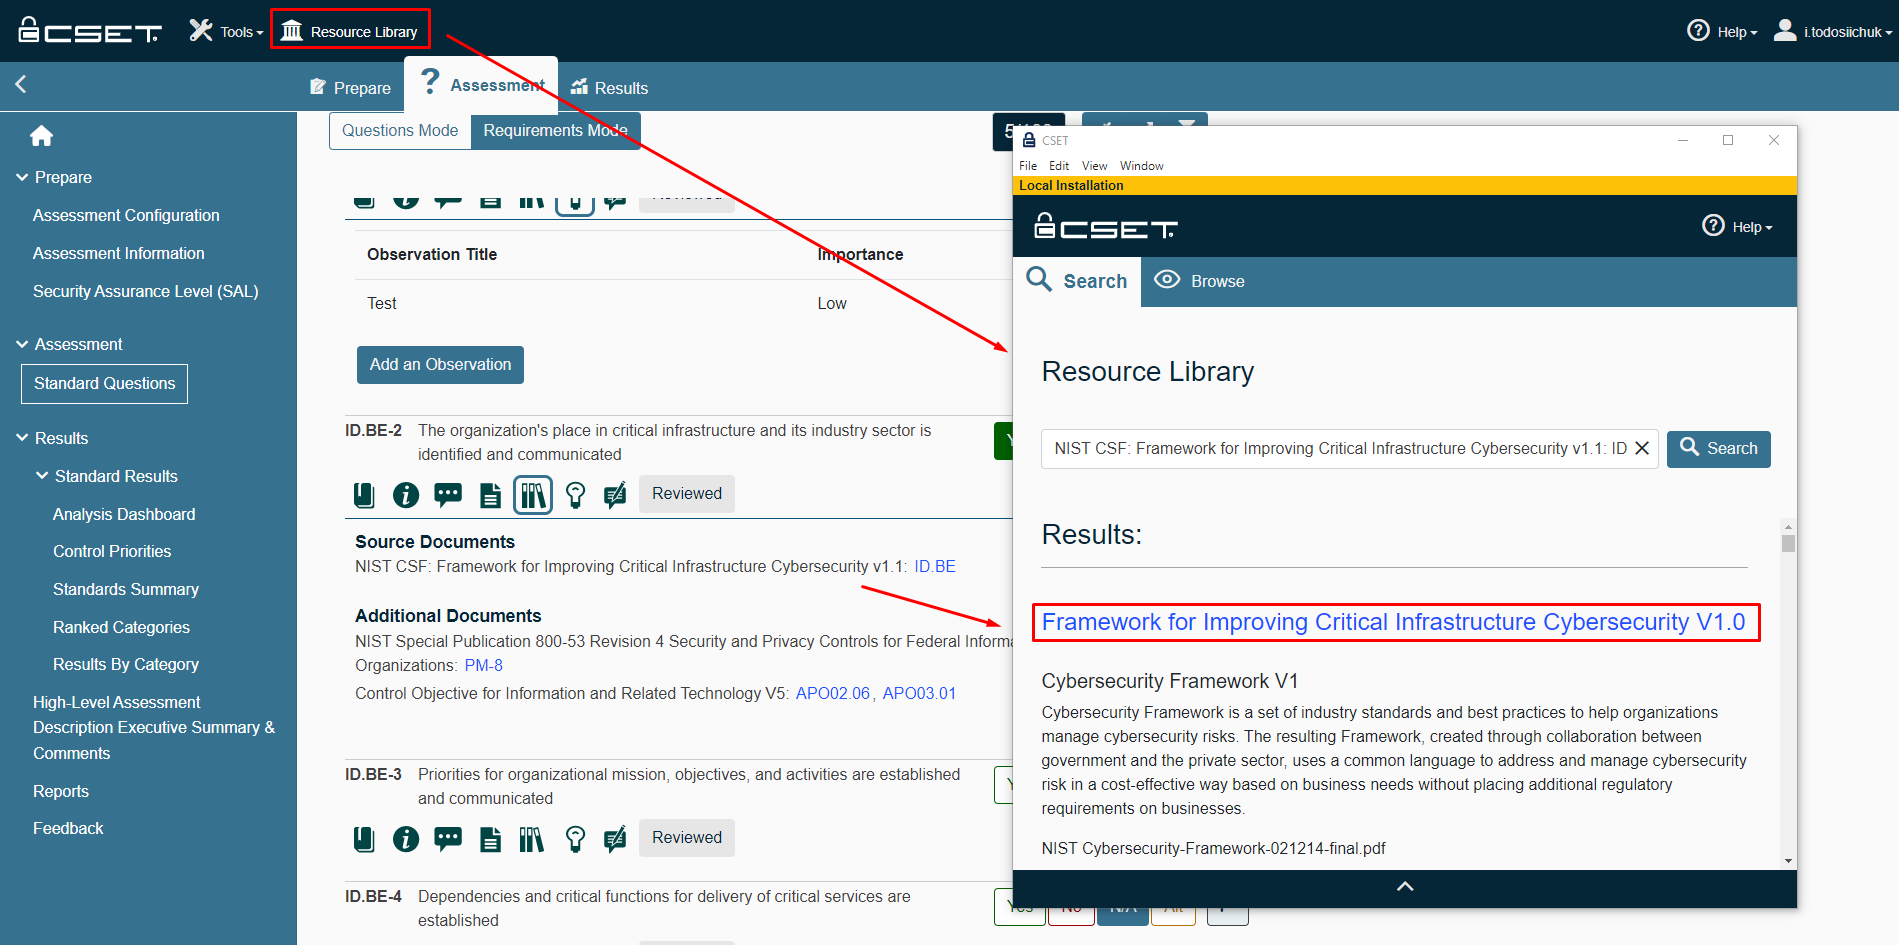 CSET
Tools
Resource Library
Help
i.todosiichuk
Prepare
Assessment
Results
Prepare
Assessment Configuration
Assessment Information
Security Assurance Level (SAL)
Assessment
Standard Questions
Results
Standard Results
Analysis Dashboard
Control Priorities
Standards Summary
Ranked Categories
Results By Category
High-Level Assessment
Description Executive Summary &
Comments
Reports
Feedback
Questions Mode
Requirements Mode
Observation Title
Importance
Test
Low
Add an Observation
ID.BE-2
The organization's place in critical infrastructure and its industry sector is
identified and communicated
Reviewed
Source Documents
NIST CSF: Framework for Improving Critical Infrastructure Cybersecurity v1.1: ID.BE
Additional Documents
NIST Special Publication 800-53 Revision 4 Security and Privacy Controls for Federal
Organizations: PM-8
Control Objective for Information and Related Technology V5: APO02.06, APO03.01
ID.BE-3
Priorities for organizational mission, objectives, and activities are established
and communicated
Reviewed
ID.BE-4
Dependencies and critical functions for delivery of critical services are
established
Yes
No
N/A
Alt
CSET
File Edit View Window
Local Installation
CSET
Help
Search
Browse
Resource Library
NIST CSF: Framework for Improving Critical Infrastructure Cybersecurity v1.1: ID
Search
Results:
Framework for Improving Critical Infrastructure Cybersecurity V1.0
Cybersecurity Framework V1
Cybersecurity Framework is a set of industry standards and best practices to help organizations
manage cybersecurity risks. The resulting Framework, created through collaboration between
government and the private sector, uses a common language to address and manage cybersecurity
risk in a cost-effective way based on business needs without placing additional regulatory
requirements on businesses.
NIST Cybersecurity-Framework-021214-final.pdf